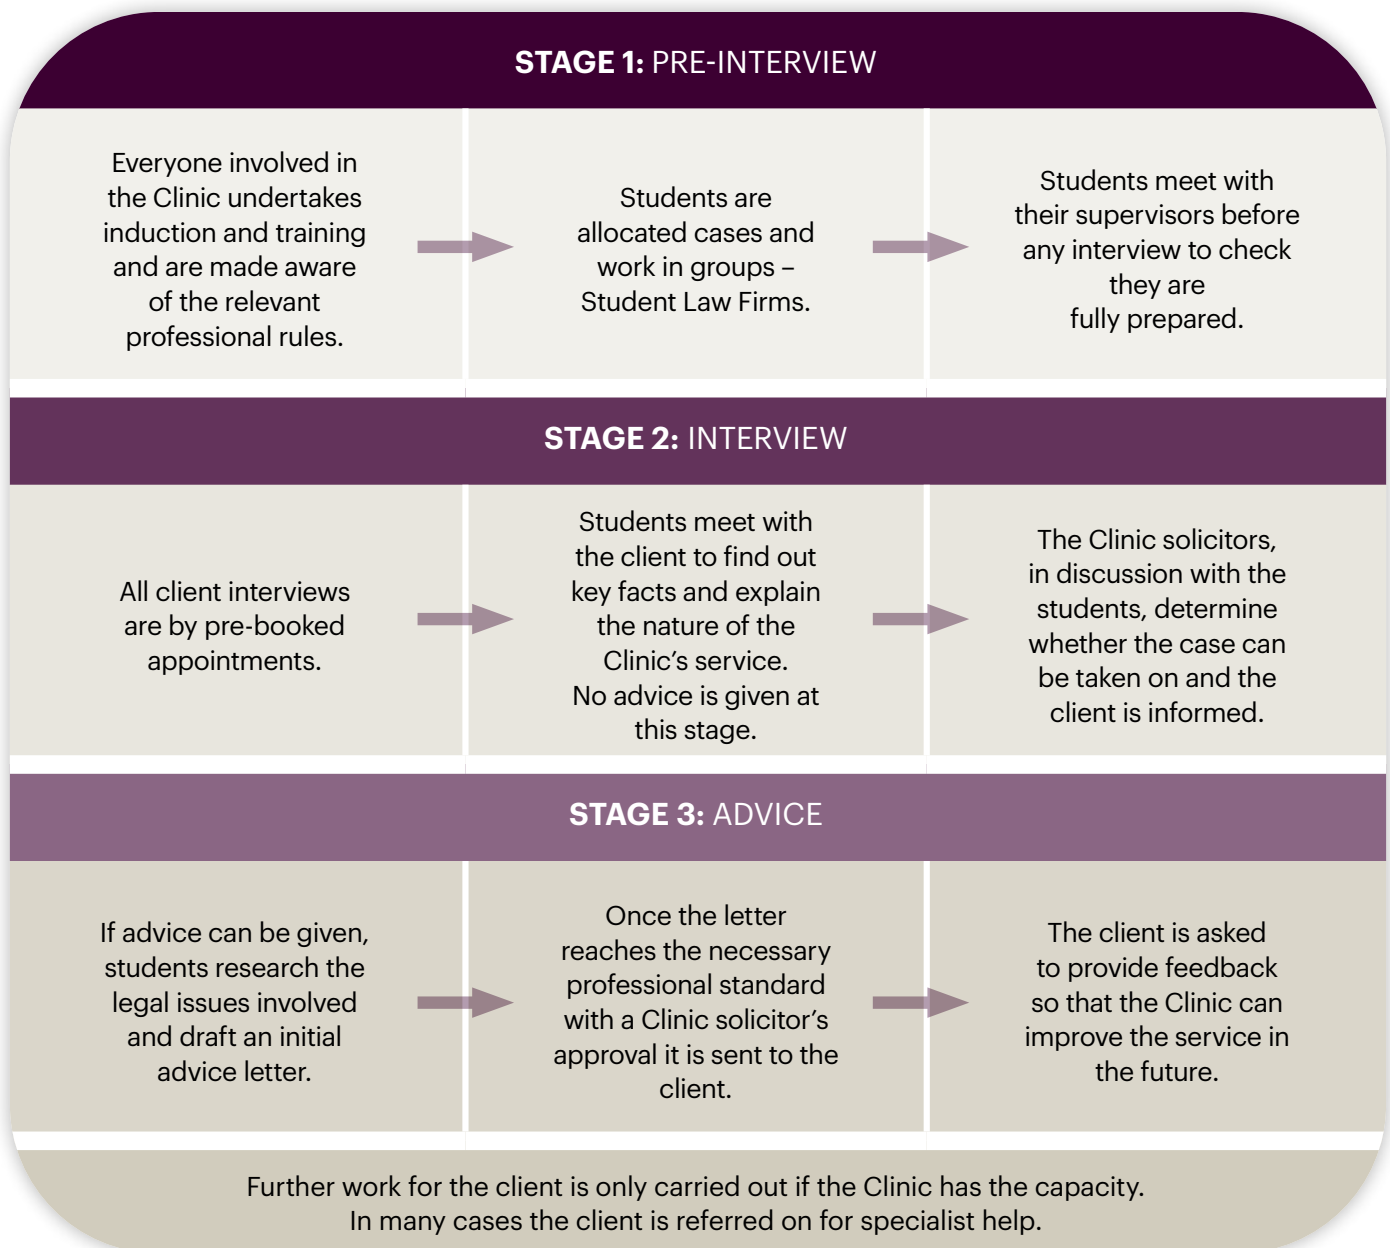 STAGE 1: PRE-INTERVIEW
Everyone involved in
the Clinic undertakes
induction and training
and are made aware
of the relevant
professional rules.
Students are
allocated cases and
work in groups –
Student Law Firms.
Students meet with
their supervisors before
any interview to check
they are
fully prepared.
STAGE 2: INTERVIEW
All client interviews
are by pre-booked
appointments.
Students meet with
the client to find out
key facts and explain
the nature of the
Clinic’s service.
No advice is given at
this stage.
The Clinic solicitors,
in discussion with the
students, determine
whether the case can
be taken on and the
client is informed.
STAGE 3: ADVICE
If advice can be given,
students research the
legal issues involved
and draft an initial
advice letter.
Once the letter
reaches the necessary
professional standard
with a Clinic solicitor’s
approval it is sent to the
client.
The client is asked
to provide feedback
so that the Clinic can
improve the service in
the future.
Further work for the client is only carried out if the Clinic has the capacity.
In many cases the client is referred on for specialist help.